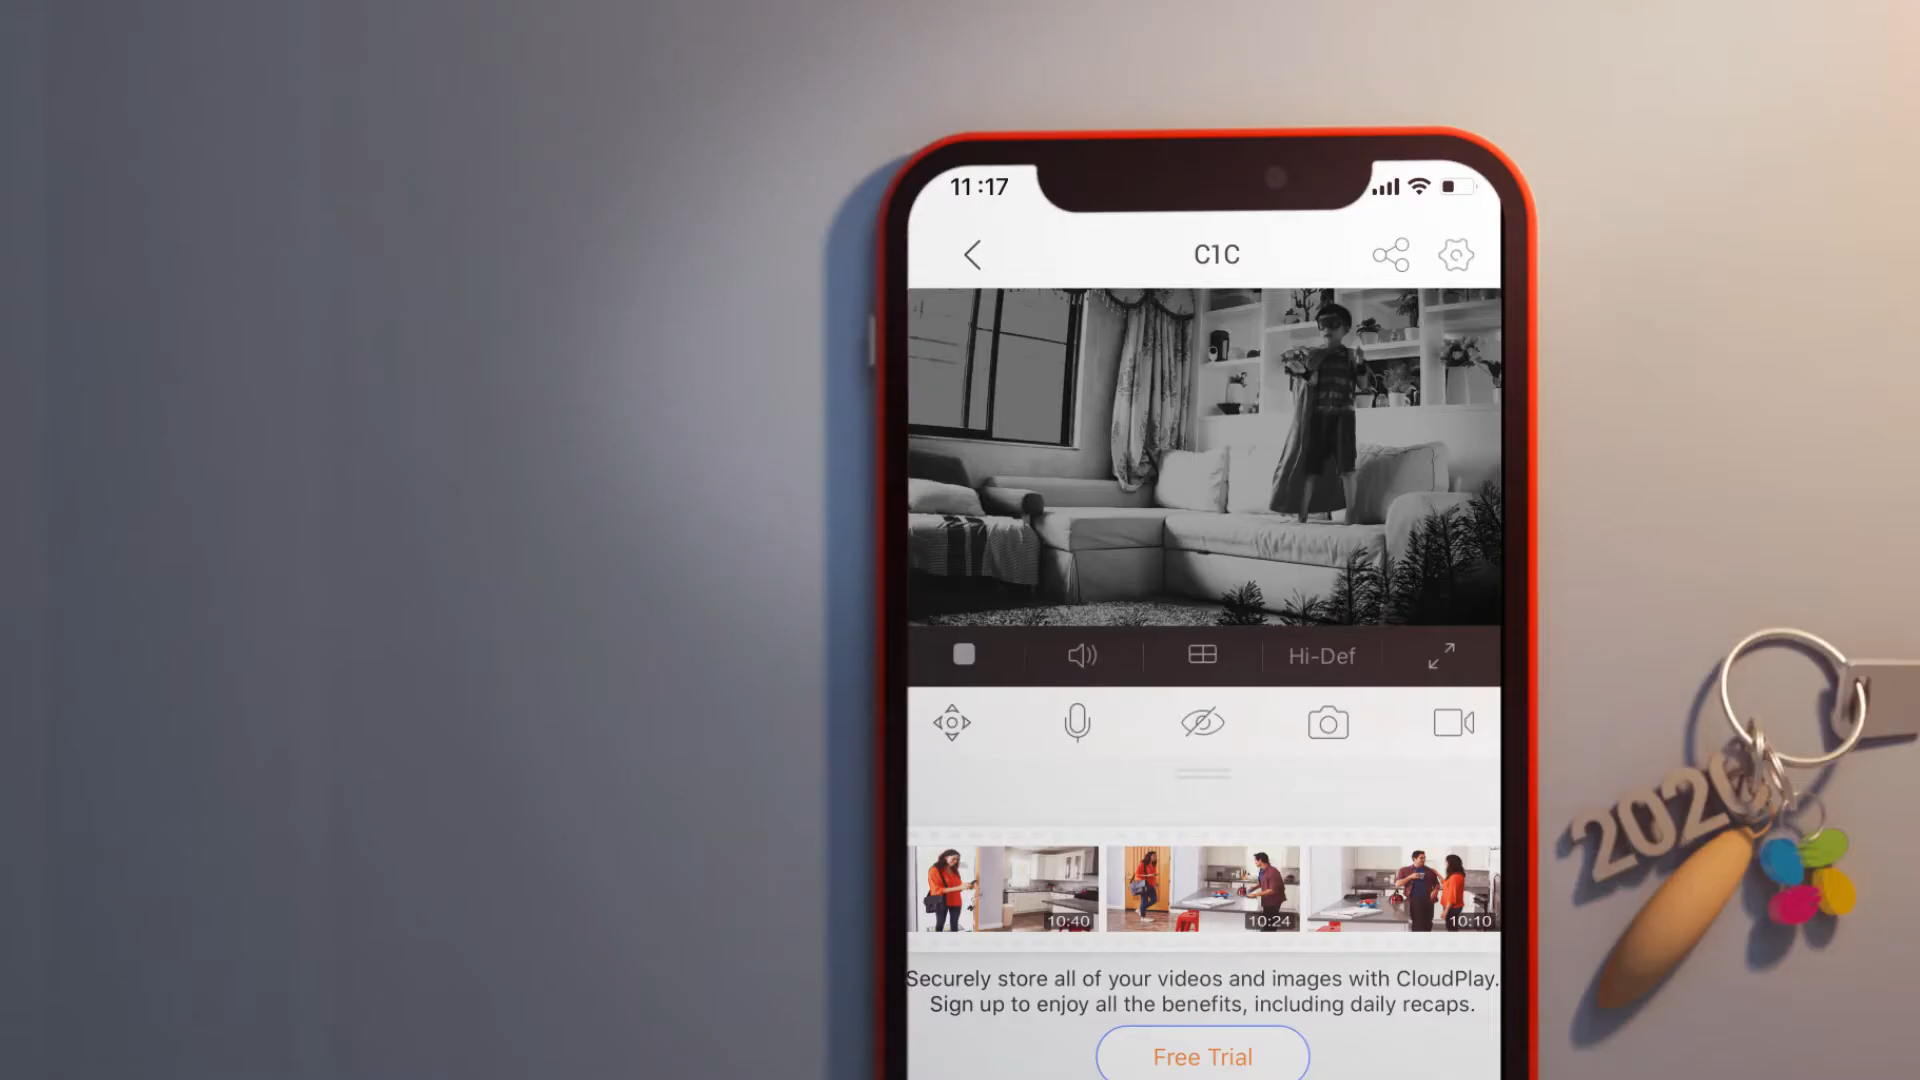 11:17
C1C
Hi-Def
10:40
10:24
10:10
Securely store all of your videos and images with CloudPlay.
Sign up to enjoy all the benefits, including daily recaps.
Free Trial
2020